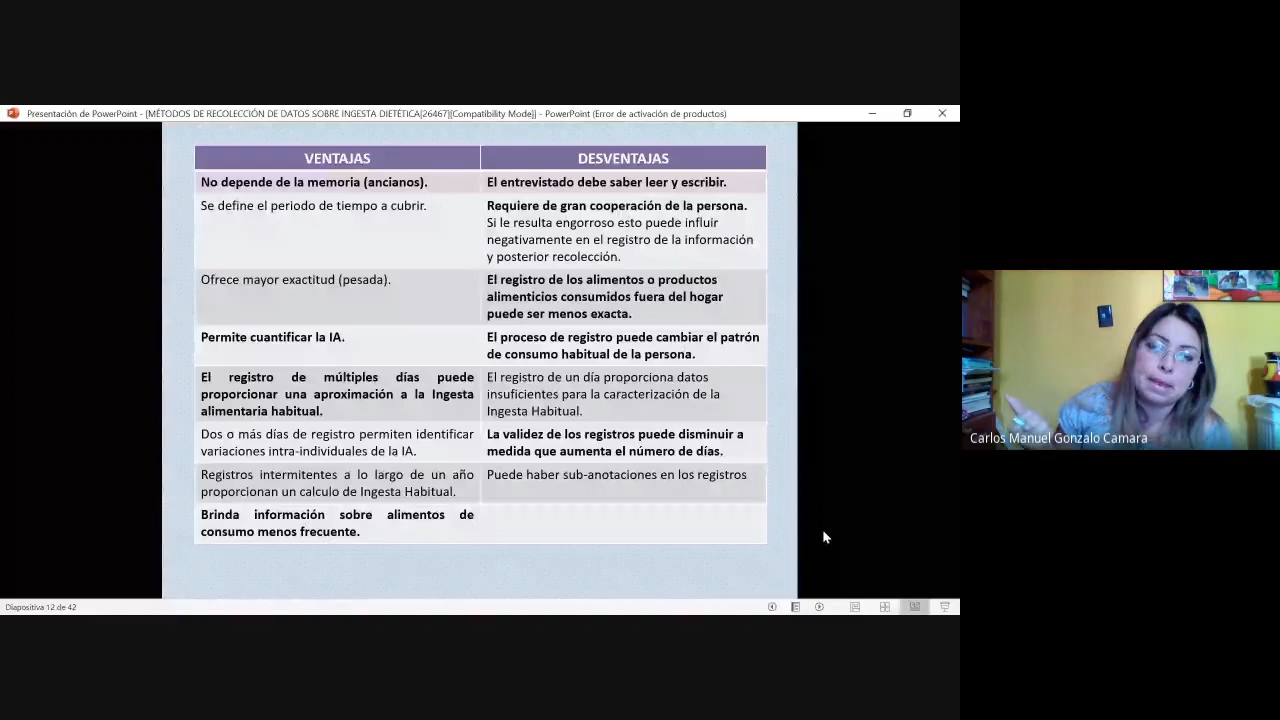 Presentación de PowerPoint - [MÉTODOS DE RECOLECCIÓN DE DATOS SOBRE INGESTA DIETÉTICA[26467][Compatibility Mode]] - PowerPoint (Error de activación de productos)
VENTAJAS
DESVENTAJAS
No depende de la memoria (ancianos).
El entrevistado debe saber leer y escribir.
Se define el periodo de tiempo a cubrir.
Requiere de gran cooperación de la persona.
Si le resulta engorroso esto puede influir
negativamente en el registro de la información
y posterior recolección.
Ofrece mayor exactitud (pesada).
El registro de los alimentos o productos
alimenticios consumidos fuera del hogar
puede ser menos exacta.
Permite cuantificar la IA.
El proceso de registro puede cambiar el patrón
de consumo habitual de la persona.
El registro de múltiples días puede
proporcionar una aproximación a la Ingesta
alimentaria habitual.
El registro de un día proporciona datos
insuficientes para la caracterización de la
Ingesta Habitual.
Dos o más días de registro permiten identificar
variaciones intra-individuales de la IA.
La validez de los registros puede disminuir a
medida que aumenta el número de días.
Registros intermitentes a lo largo de un año
proporcionan un calculo de Ingesta Habitual.
Puede haber sub-anotaciones en los registros
Brinda información sobre alimentos de
consumo menos frecuente.
Carlos Manuel Gonzalo Camara
Diapositiva 12 de 42